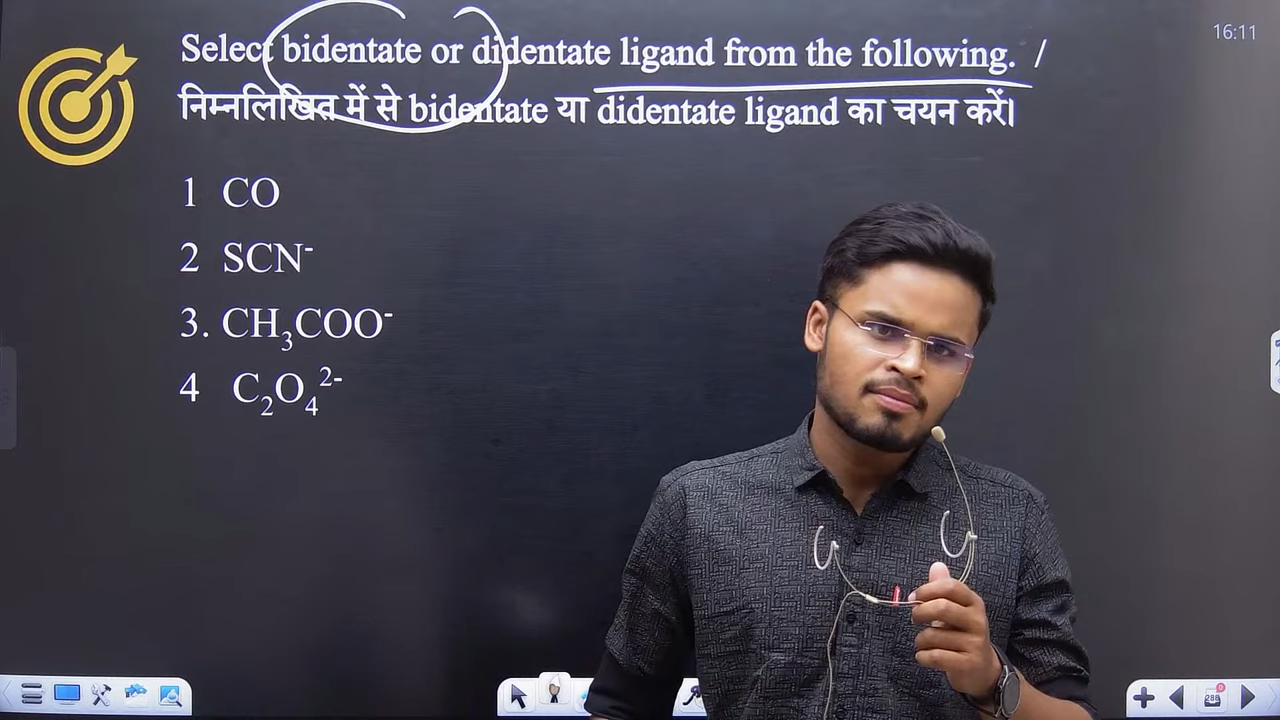 16:11
Select bidentate or didentate ligand from the following. /
निम्नलिखित में से bidentate या didentate ligand का चयन करें।
1 CO
2 SCN⁻
3. CH₃COO⁻
4 C₂O₄²⁻